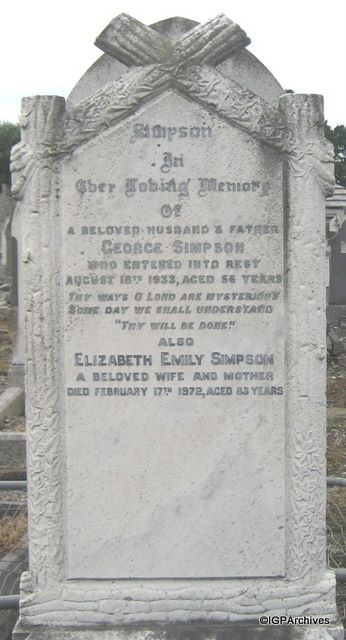 Simpson
In
Ever Loving Memory
Of
A BELOVED HUSBAND & FATHER
GEORGE SIMPSON
WHO ENTERED INTO REST
AUGUST 18TH 1933, AGED 56 YEARS
THY WAYS O LORD ARE MYSTERIOUS
SOME DAY WE SHALL UNDERSTAND
"THY WILL BE DONE."
ALSO
ELIZABETH EMILY SIMPSON
A BELOVED WIFE AND MOTHER
DIED FEBRUARY 17TH 1972, AGED 83 YEARS
©IGPArchives